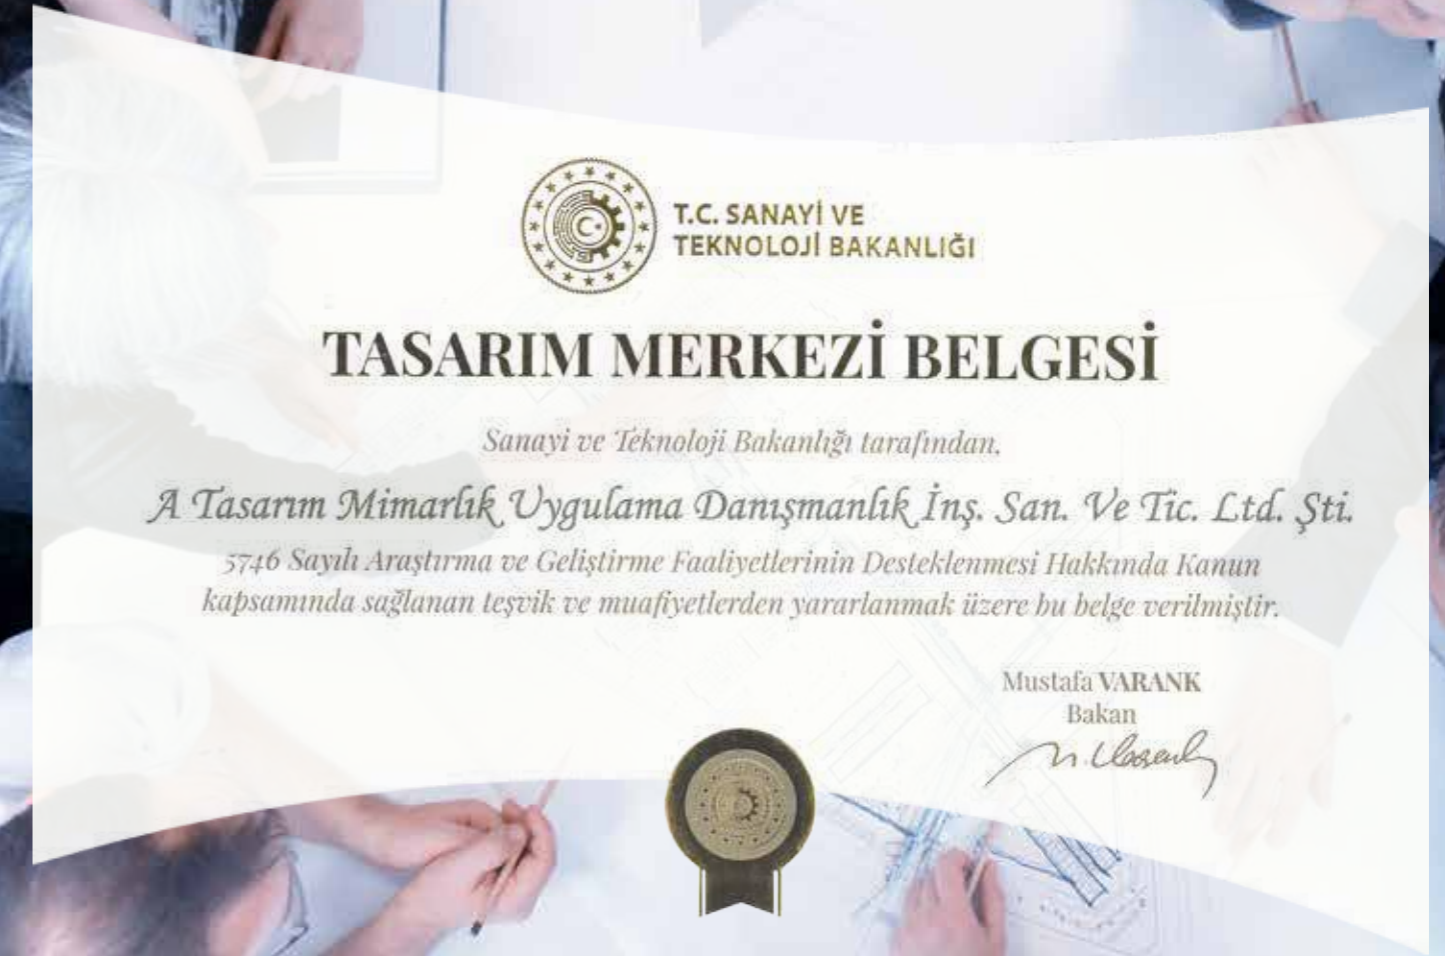 T.C. SANAYİ VE
TEKNOLOJİ BAKANLIĞI
TASARIM MERKEZİ BELGESİ
Sanayi ve Teknoloji Bakanlığı tarafından,
A Tasarım Mimarlık Uygulama Danışmanlık İnş. San. Ve Tic. Ltd. Şti.
5746 Sayılı Araştırma ve Geliştirme Faaliyetlerinin Desteklenmesi Hakkında Kanun
kapsamında sağlanan teşvik ve muafiyetlerden yararlanmak üzere bu belge verilmiştir.
Mustafa VARANK
Bakan